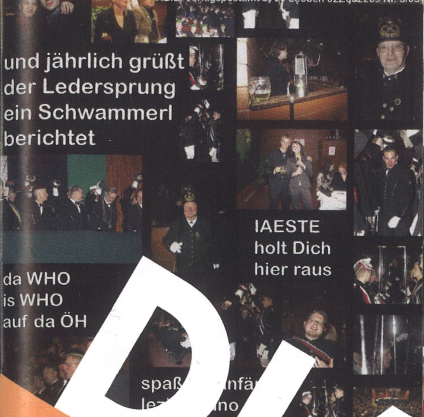 und jährlich grüßt
der Ledersprung
ein Schwammerl
berichtet
IAESTE
holt Dich
hier raus
da WHO
is WHO
auf da ÖH